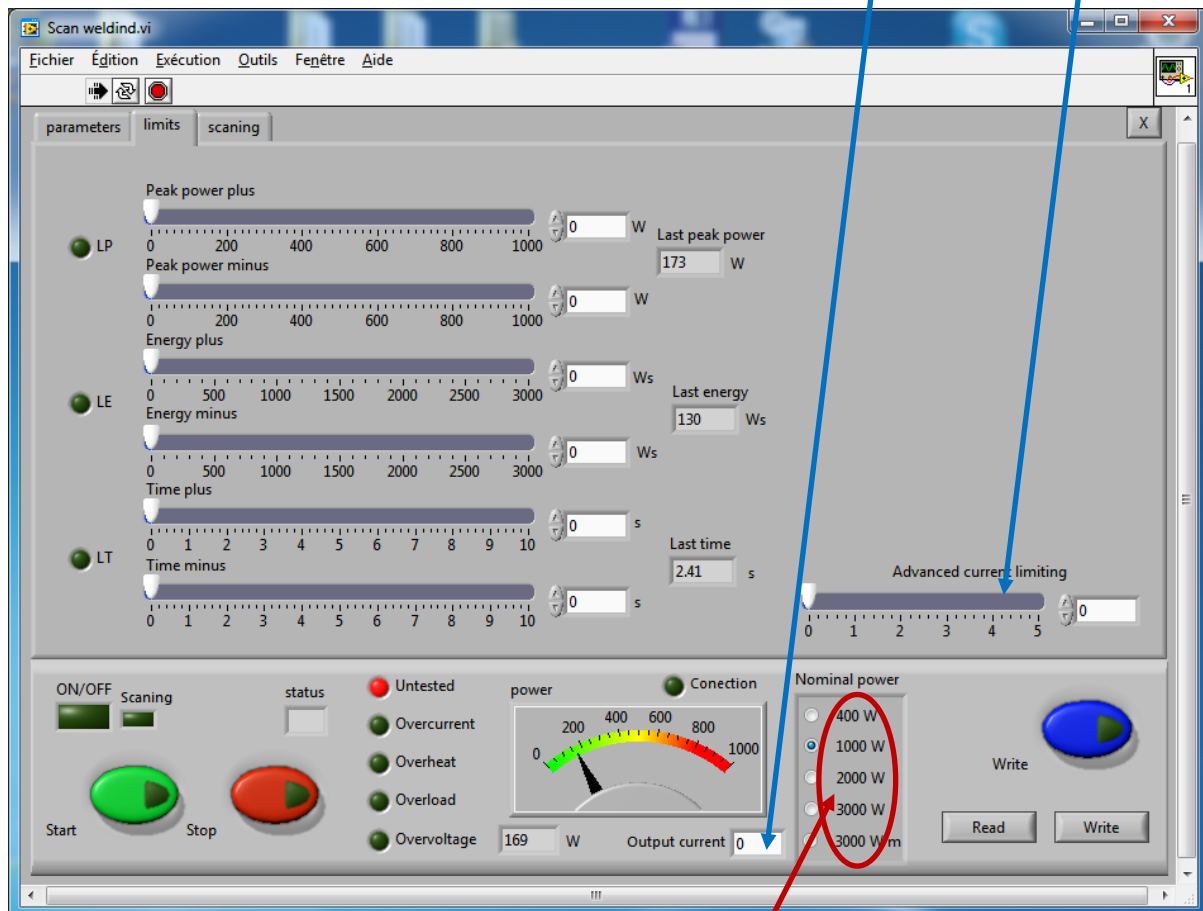 Scan weldind.vi
Fichier Édition Exécution Outils Fenêtre Aide
1
parameters limits scaning X
Peak power plus
LP
0 200 400 600 800 1000
0 W
Last peak power
173 W
Peak power minus
0 200 400 600 800 1000
0 W
Energy plus
LE
0 500 1000 1500 2000 2500 3000
0 Ws
Last energy
130 Ws
Energy minus
0 500 1000 1500 2000 2500 3000
0 Ws
Time plus
LT
0 1 2 3 4 5 6 7 8 9 10
0 s
Last time
2.41 s
Time minus
0 1 2 3 4 5 6 7 8 9 10
0 s
Advanced current limiting
0 1 2 3 4 5
0
ON/OFF Scaning status
Start Stop
Untested
Overcurrent
Overheat
Overload
Overvoltage
power Conection
0 200 400 600 800 1000
169 W
Output current 0
Nominal power
400 W
1000 W
2000 W
3000 W
3000 W m
Write
Read Write